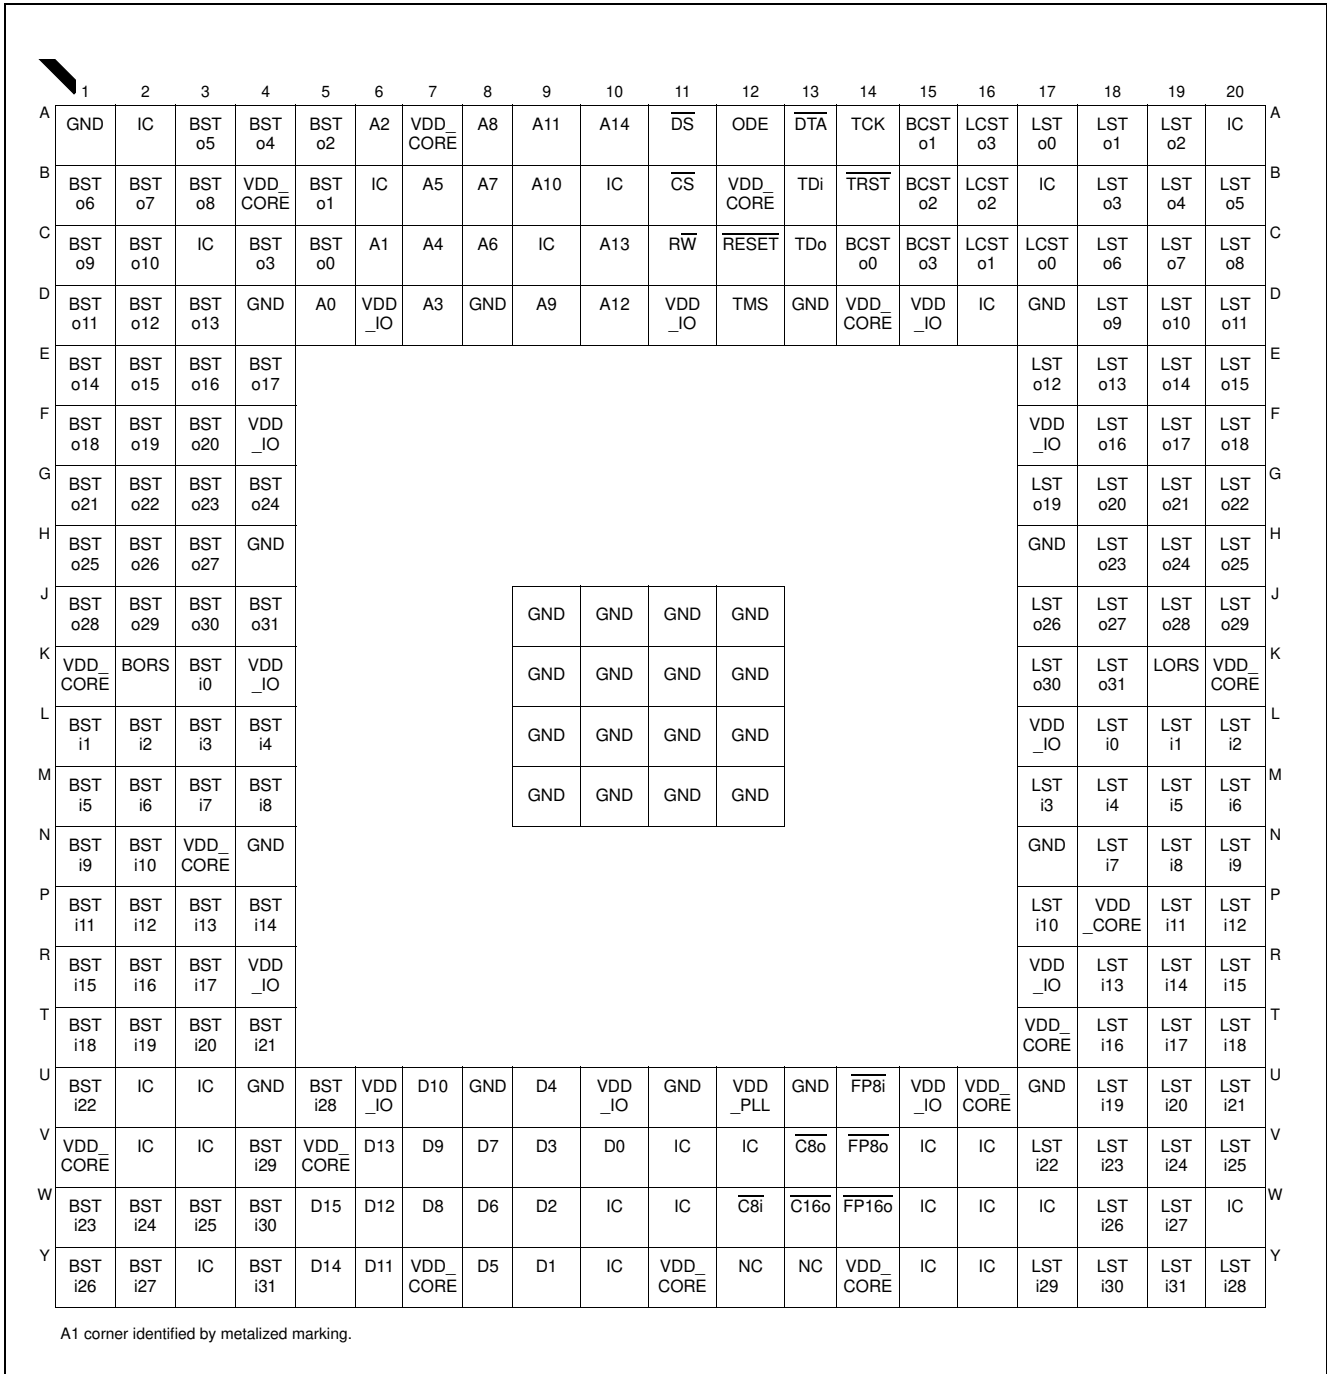 1 2 3 4 5 6 7 8 9 10 11 12 13 14 15 16 17 18 19 20
A GND IC BST o5 BST o4 BST o2 A2 VDD_ CORE A8 A11 A14 DS ODE DTA TCK BCST o1 LCST o3 LST o0 LST o1 LST o2 IC A
B BST o6 BST o7 BST o8 VDD_ CORE BST o1 IC A5 A7 A10 IC CS VDD_ CORE TDi TRST BCST o2 LCST o2 IC LST o3 LST o4 LST o5 B
C BST o9 BST o10 IC BST o3 BST o0 A1 A4 A6 IC A13 RW RESET TDo BCST o0 BCST o3 LCST o1 LCST o0 LST o6 LST o7 LST o8 C
D BST o11 BST o12 BST o13 GND A0 VDD _IO A3 GND A9 A12 VDD _IO TMS GND VDD_ CORE VDD _IO IC GND LST o9 LST o10 LST o11 D
E BST o14 BST o15 BST o16 BST o17 LST o12 LST o13 LST o14 LST o15 E
F BST o18 BST o19 BST o20 VDD _IO VDD _IO LST o16 LST o17 LST o18 F
G BST o21 BST o22 BST o23 BST o24 LST o19 LST o20 LST o21 LST o22 G
H BST o25 BST o26 BST o27 GND GND LST o23 LST o24 LST o25 H
J BST o28 BST o29 BST o30 BST o31 GND GND GND GND LST o26 LST o27 LST o28 LST o29 J
K VDD_ CORE BORS BST i0 VDD _IO GND GND GND GND LST o30 LST o31 LORS VDD_ CORE K
L BST i1 BST i2 BST i3 BST i4 GND GND GND GND VDD _IO LST i0 LST i1 LST i2 L
M BST i5 BST i6 BST i7 BST i8 GND GND GND GND LST i3 LST i4 LST i5 LST i6 M
N BST i9 BST i10 VDD_ CORE GND GND LST i7 LST i8 LST i9 N
P BST i11 BST i12 BST i13 BST i14 LST i10 VDD _CORE LST i11 LST i12 P
R BST i15 BST i16 BST i17 VDD _IO VDD _IO LST i13 LST i14 LST i15 R
T BST i18 BST i19 BST i20 BST i21 VDD_ CORE LST i16 LST i17 LST i18 T
U BST i22 IC IC GND BST i28 VDD _IO D10 GND D4 VDD _IO GND VDD _PLL GND FP8i VDD _IO VDD_ CORE GND LST i19 LST i20 LST i21 U
V VDD_ CORE IC IC BST i29 VDD_ CORE D13 D9 D7 D3 D0 IC IC C8o FP8o IC IC LST i22 LST i23 LST i24 LST i25 V
W BST i23 BST i24 BST i25 BST i30 D15 D12 D8 D6 D2 IC IC C8i C16o FP16o IC IC IC LST i26 LST i27 IC W
Y BST i26 BST i27 IC BST i31 D14 D11 VDD_ CORE D5 D1 IC VDD_ CORE NC NC VDD_ CORE IC IC LST i29 LST i30 LST i31 LST i28 Y
A1 corner identified by metalized marking.